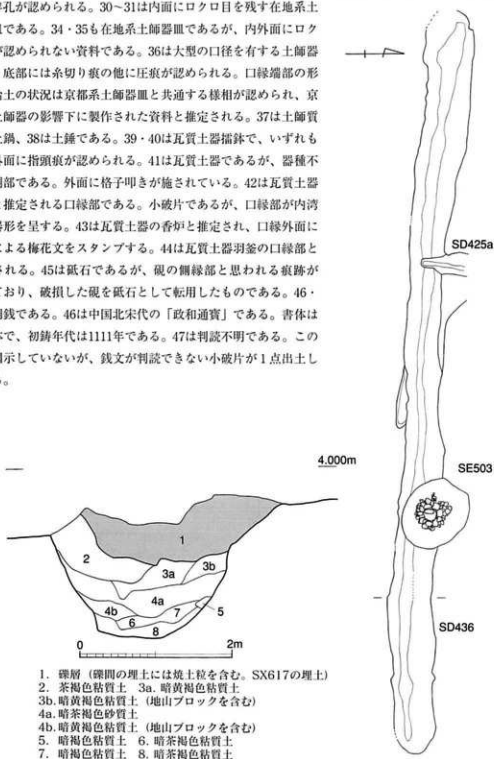 孔が認められる。30～31は内面にロクロ目を残す在地系土
である。34・35も在地系土師器皿であるが、内外面にロク
が認められない資料である。36は大型の口径を有する土師器
底部には糸切り痕の他に圧痕が認められる。口縁端部の形
台土の状況は京都系土師器皿と共通する様相が認められ、京
土師器の影響下に製作された資料と推定される。37は土師質
鍋、38は土錘である。39・40は瓦質土器擂鉢で、いずれも
外面に指頭痕が認められる。41は瓦質土器であるが、器種不
部である。外面に格子叩きが施されている。42は瓦質土器
推定される口縁部である。小破片であるが、口縁部が内湾
形を呈する。43は瓦質土器の香炉と推定され、口縁外面に
よる梅花文をスタンプする。44は瓦質土器羽釜の口縁部と
される。45は砥石であるが、硯の側縁部と思われる痕跡が
ており、破損した硯を砥石として転用したものである。46・
銭である。46は中国北宋代の「政和通寶」である。書体は
で、初鋳年代は1111年である。47は判読不明である。この
図示していないが、銭文が判読できない小破片が1点出土し
る。
SD425a
SE503
SD436
4.000m
1
2
3a
3b
4a
4b
5
6
7
8
0
2m
1. 礫層（礫間の埋土には焼土粒を含む。SX617の埋土）
2. 茶褐色粘質土 3a. 暗黄褐色粘質土
3b. 暗黄褐色粘質土（地山ブロックを含む）
4a. 暗茶褐色砂質土
4b. 暗黄褐色粘質土（地山ブロックを含む）
5. 暗褐色粘質土 6. 暗茶褐色粘質土
7. 暗褐色粘質土 8. 暗茶褐色粘質土